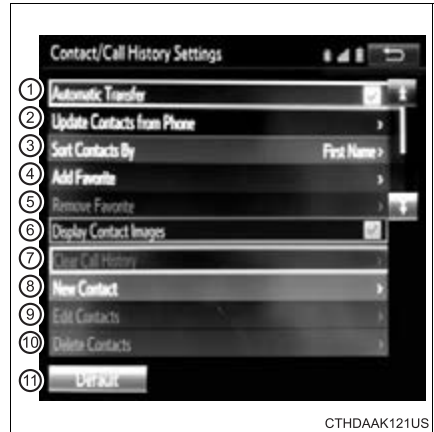 Contact/Call History Settings
1 Automatic Transfer
2 Update Contacts from Phone
3 Sort Contacts By First Name
4 Add Favorite
5 Remove Favorite
6 Display Contact Images
7 Clear Call History
8 New Contact
9 Edit Contacts
10 Delete Contacts
11 Default
CTHDAAK121US